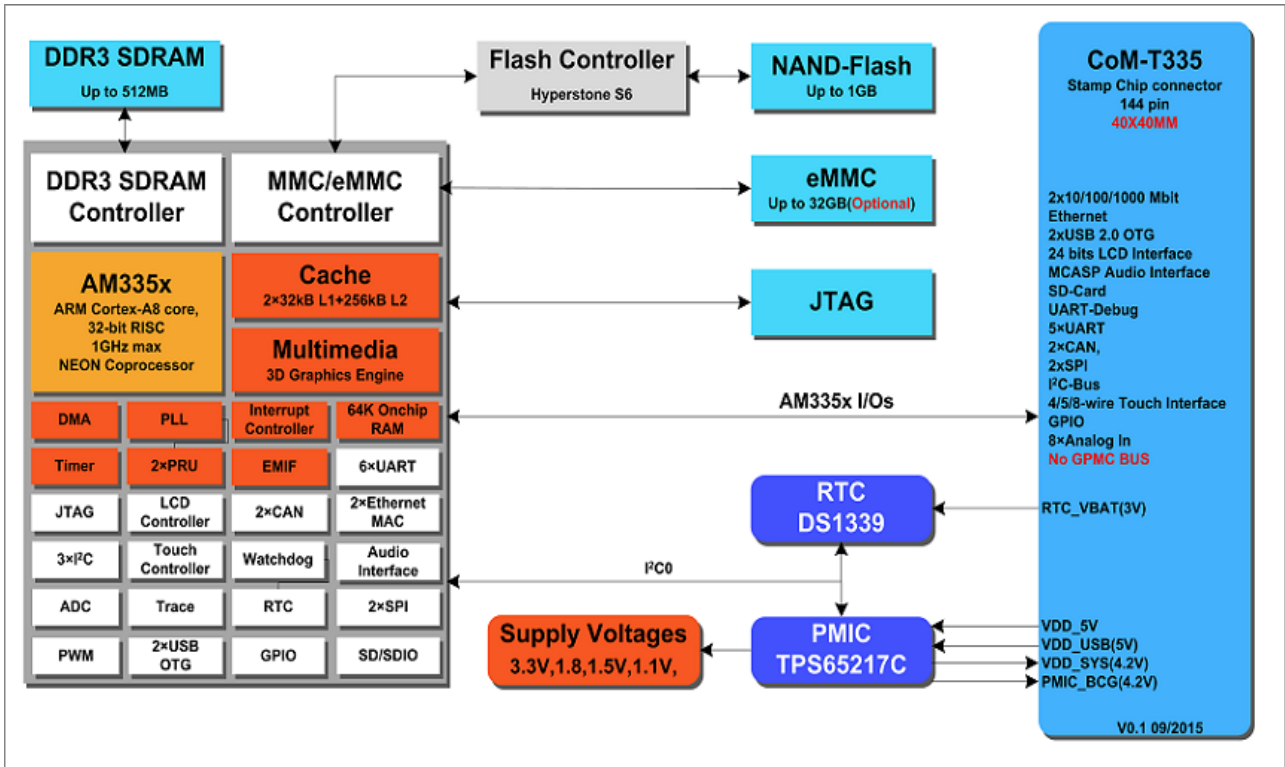 DDR3 SDRAM
Up to 512MB
Flash Controller
Hyperstone S6
NAND-Flash
Up to 1GB
CoM-T335
Stamp Chip connector
144 pin
40X40MM
DDR3 SDRAM
Controller
MMC/eMMC
Controller
eMMC
Up to 32GB(Optional)
AM335x
ARM Cortex-A8 core,
32-bit RISC
1GHz max
NEON Coprocessor
Cache
2×32kB L1+256kB L2
Multimedia
3D Graphics Engine
JTAG
2x10/100/1000 Mbit
Ethernet
2xUSB 2.0 OTG
24 bits LCD Interface
MCASP Audio Interface
SD-Card
UART-Debug
5×UART
2×CAN,
2xSPI
I²C-Bus
4/5/8-wire Touch Interface
GPIO
8×Analog In
No GPMC BUS
AM335x I/Os
DMA
PLL
Interrupt
Controller
64K Onchip
RAM
Timer
2×PRU
EMIF
6×UART
JTAG
LCD
Controller
2×CAN
2×Ethernet
MAC
3×I²C
Touch
Controller
Watchdog
Audio
Interface
ADC
Trace
RTC
2×SPI
PWM
2×USB
OTG
GPIO
SD/SDIO
RTC
DS1339
RTC_VBAT(3V)
I²C0
Supply Voltages
3.3V,1.8,1.5V,1.1V,
PMIC
TPS65217C
VDD_5V
VDD_USB(5V)
VDD_SYS(4.2V)
PMIC_BCG(4.2V)
V0.1 09/2015